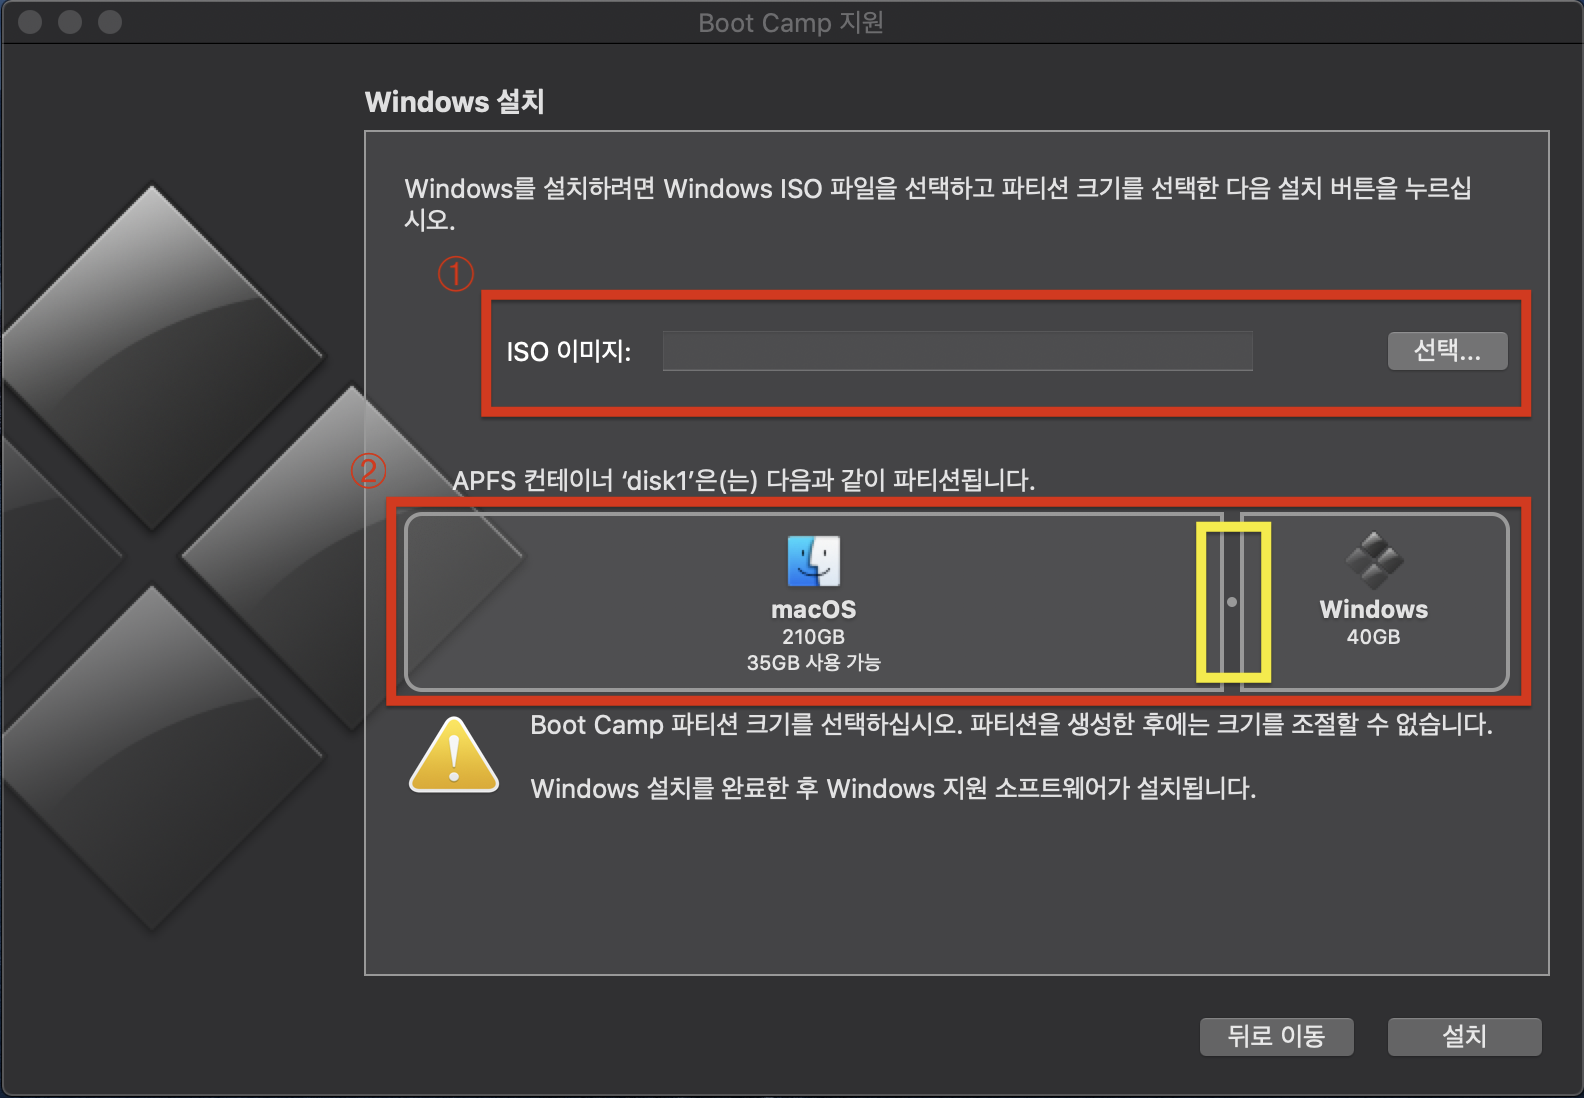 Boot Camp 지원
Windows 설치
Windows를 설치하려면 Windows ISO 파일을 선택하고 파티션 크기를 선택한 다음 설치 버튼을 누르십
시오.
①
ISO 이미지:
선택...
②
APFS 컨테이너 ‘disk1’은(는) 다음과 같이 파티션됩니다.
macOS
210GB
35GB 사용 가능
Windows
40GB
Boot Camp 파티션 크기를 선택하십시오. 파티션을 생성한 후에는 크기를 조절할 수 없습니다.
Windows 설치를 완료한 후 Windows 지원 소프트웨어가 설치됩니다.
뒤로 이동
설치